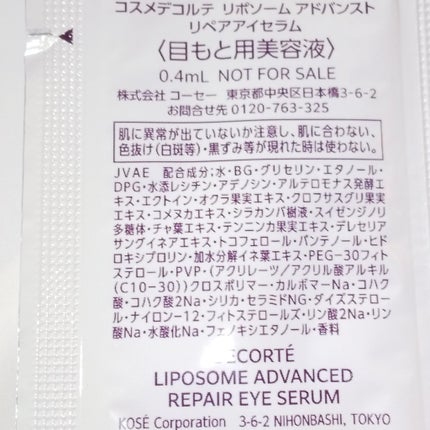 コスメデコルテ リポソーム アドバンスト
リペアアイセラム
〈目もと用美容液〉
0.4mL NOT FOR SALE
株式会社 コーセー 東京都中央区日本橋3-6-2
お問合せ先 0120-763-325
肌に異常が出ていないか注意し、肌に合わない、
色抜け(白斑等)・黒ずみ等が現れた時は使わない。
JVAE 配合成分:水・BG・グリセリン・エタノール・
DPG・水添レシチン・アデノシン・アルテロモナス発酵エ
キス・エクトイン・オクラ果実エキス・クロフサスグリ果実
エキス・コメヌカエキス・シラカンバ樹液・スイゼンジノリ
多糖体・チャ葉エキス・テンニンカ果実エキス・デレセリア
サングイネアエキス・トコフェロール・パンテノール・ヒド
ロキシプロリン・加水分解イネ葉エキス・PEG-30フィト
ステロール・PVP・(アクリレーツ/アクリル酸アルキル
(C10-30))クロスポリマー・カルボマーNa・コハク
酸・コハク酸2Na・シリカ・セラミドNG・ダイズステロー
ル・ナイロン-12・フィトステロールズ・リン酸2Na・リン
酸Na・水酸化Na・フェノキシエタノール・香料
DECORTÉ
LIPOSOME ADVANCED
REPAIR EYE SERUM
KOSÉ Corporation 3-6-2 NIHONBASHI, TOKYO